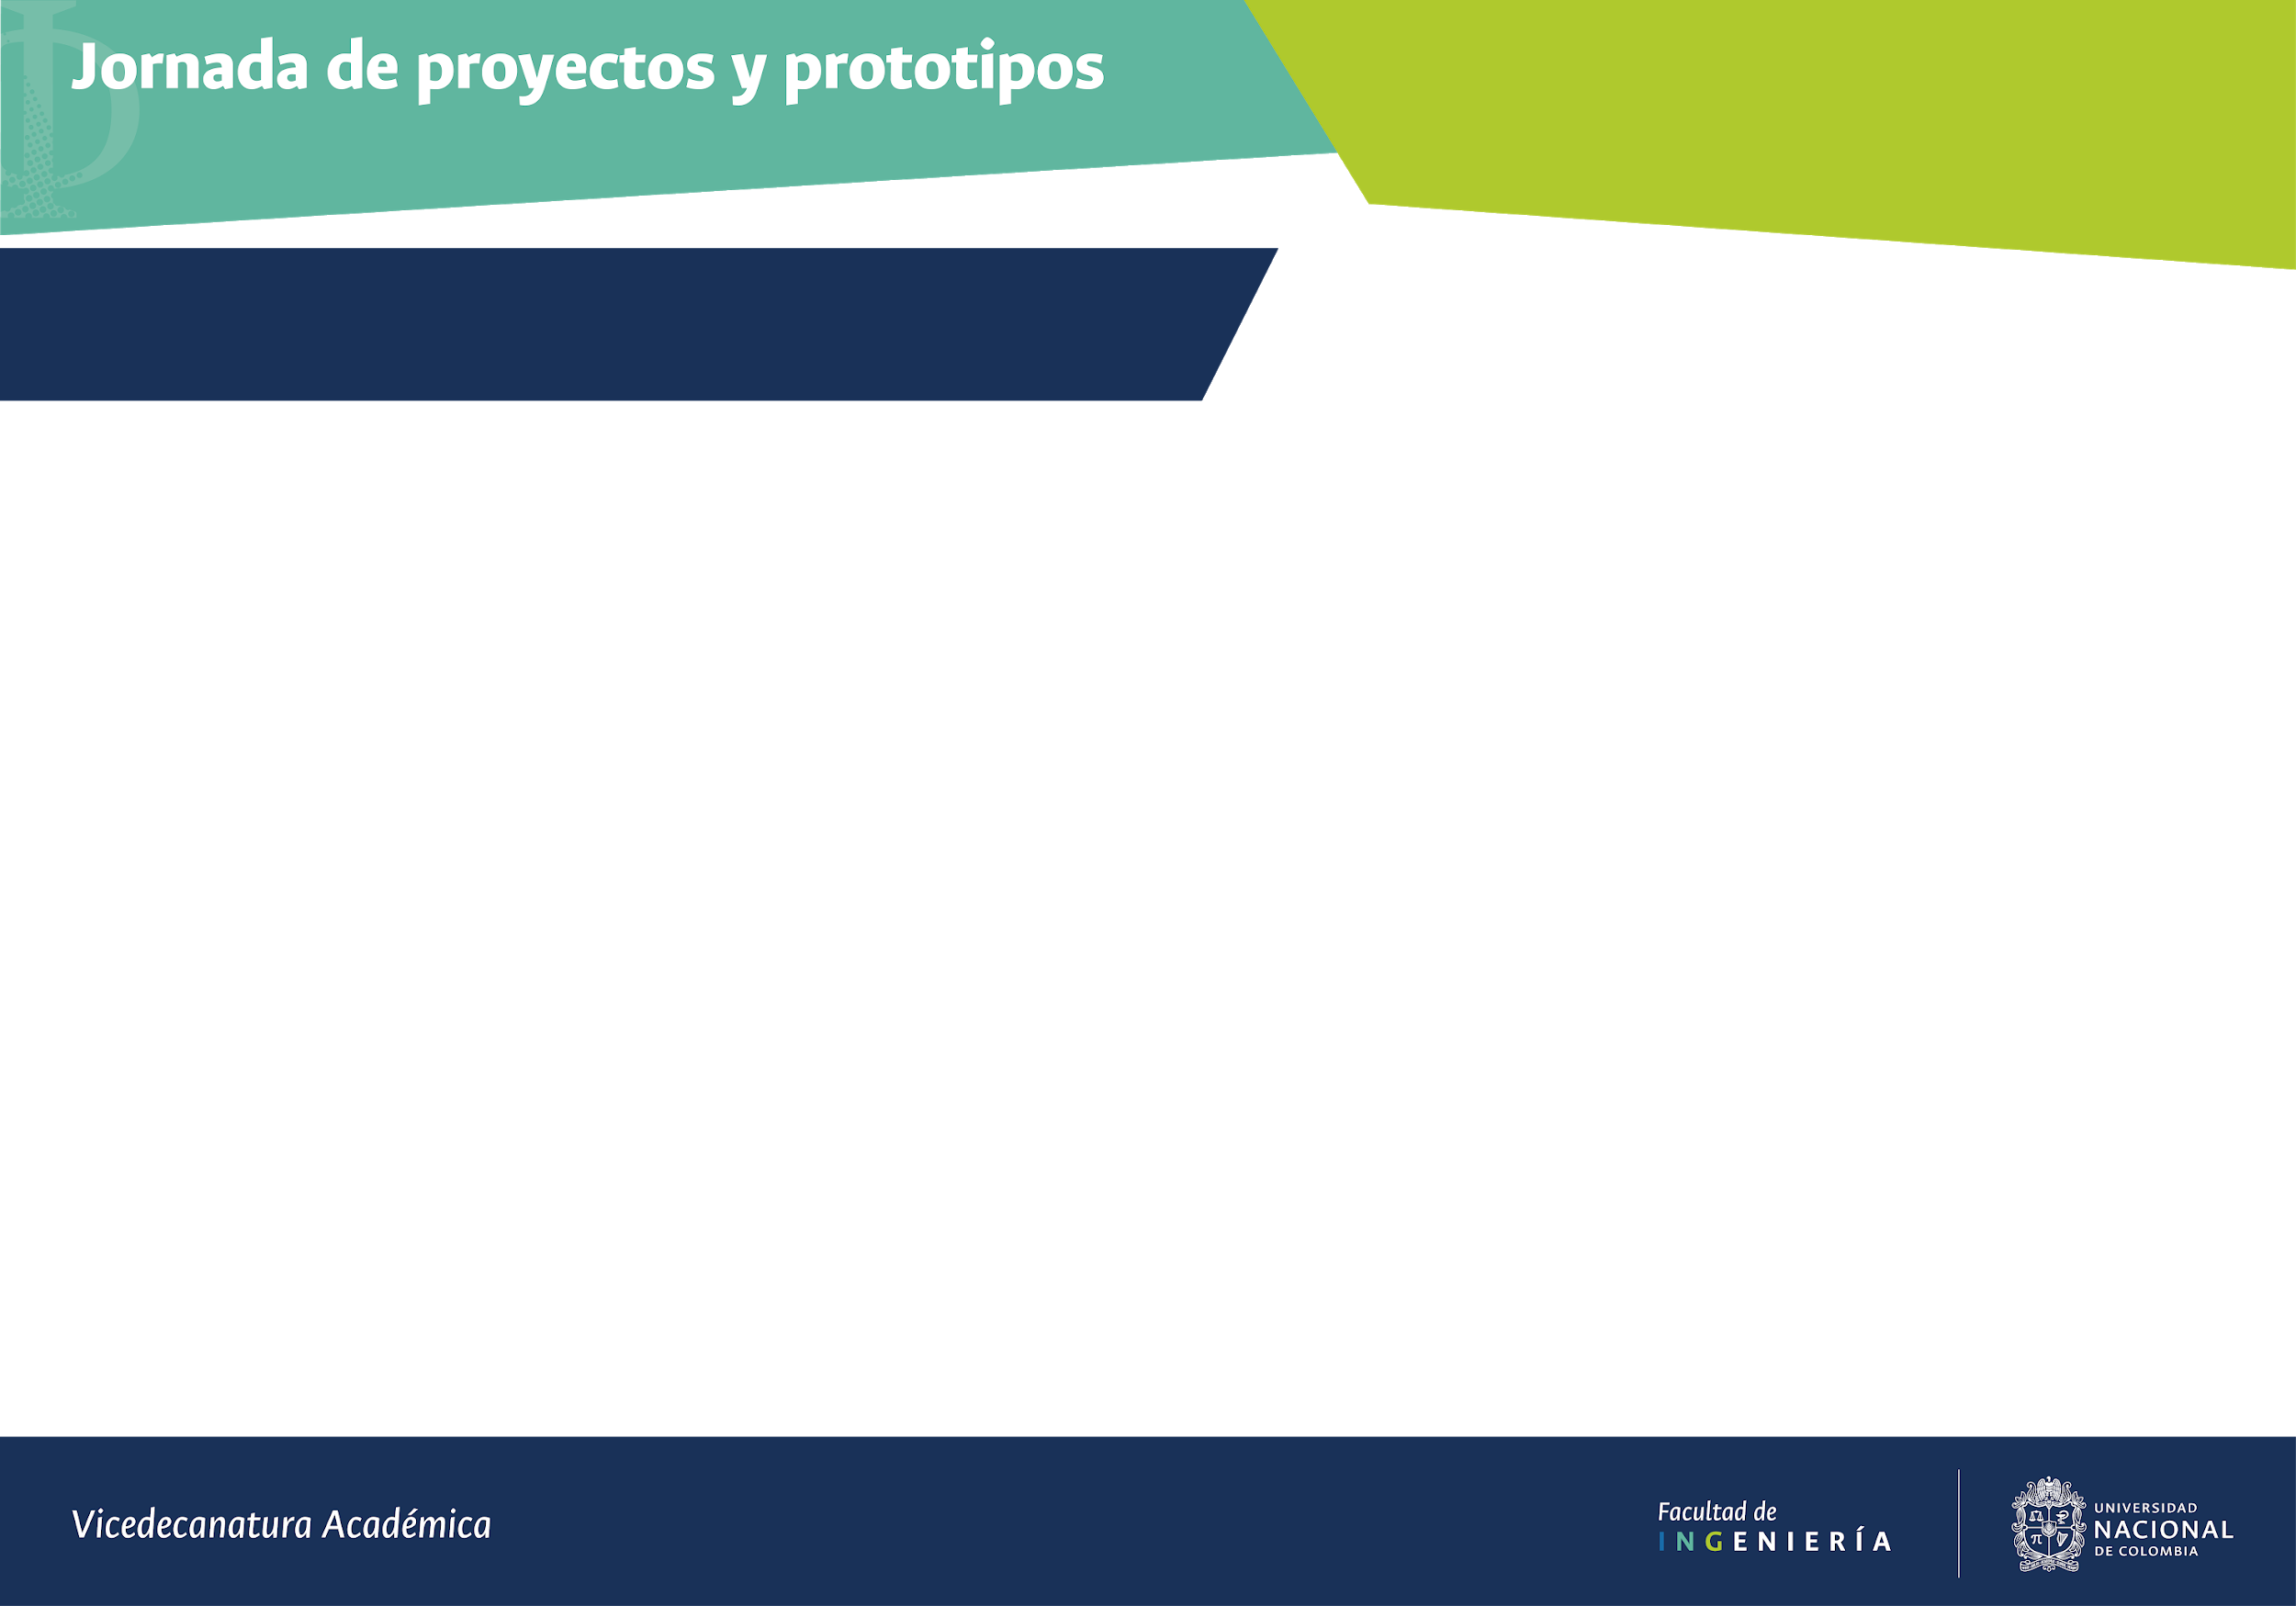 Jornada de proyectos y prototipos
Vicedecanatura Académica
Facultad de
INGENIERÍA
UNIVERSIDAD
NACIONAL
DE COLOMBIA